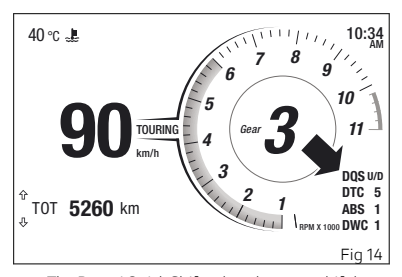 40 °C
10:34
AM
7
8
6
9
5
10
90
TOURING
4
Gear
3
11
km/h
3
DQS U/D
2
1
DTC 5
TOT 5260 km
ABS 1
RPM X 1000
DWC 1
Fig 14